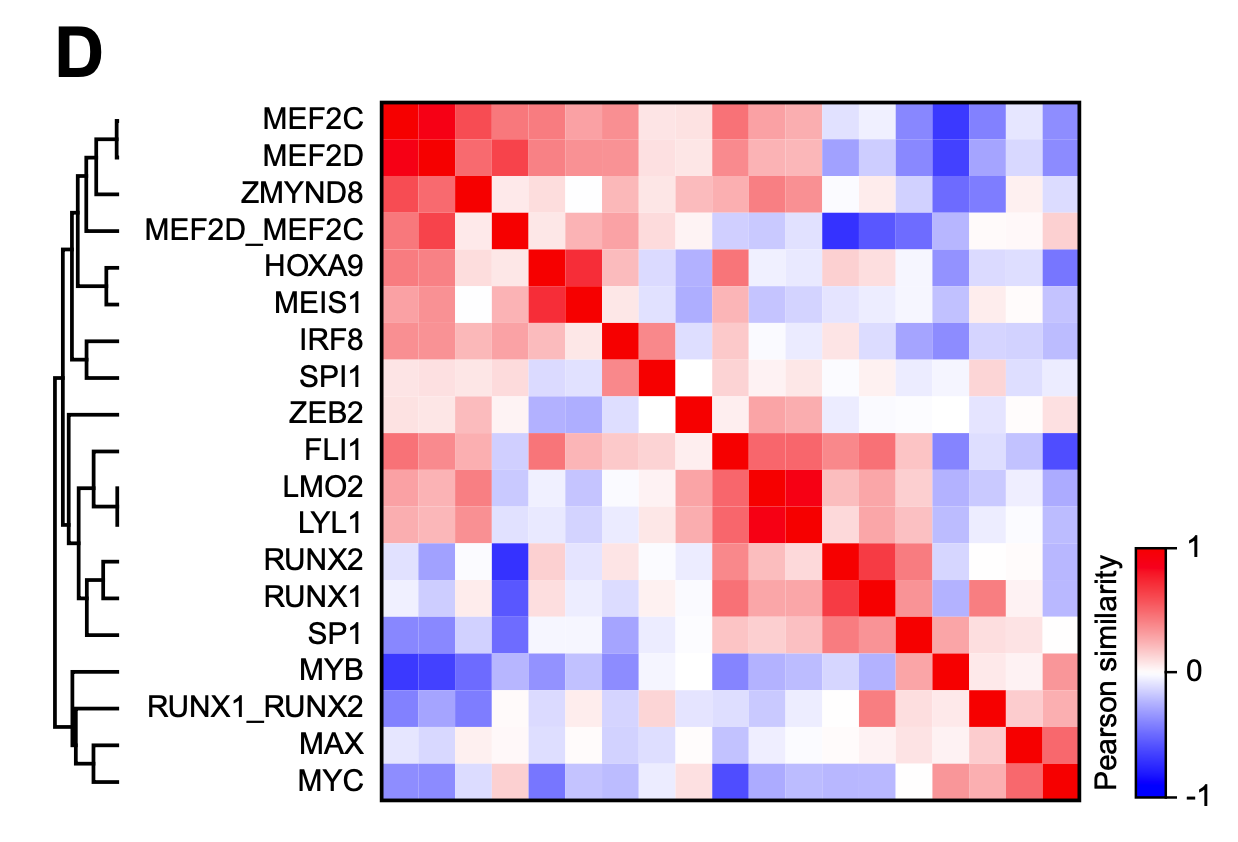 D
MEF2C
MEF2D
ZMYND8
MEF2D_MEF2C
HOXA9
MEIS1
IRF8
SPI1
ZEB2
FLI1
LMO2
LYL1
RUNX2
RUNX1
SP1
MYB
RUNX1_RUNX2
MAX
MYC
Pearson similarity
1
0
-1